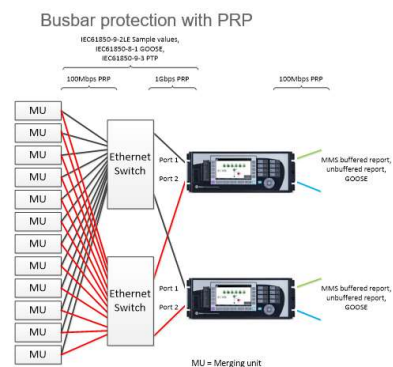 Busbar protection with PRP
IEC61850-9-2LE Sample values,
IEC61850-8-1 GOOSE,
IEC61850-9-3 PTP
100Mbps PRP
1Gbps PRP
100Mbps PRP
MU
MU
MU
MU
MU
MU
MU
MU
MU
MU
MU
MU
Ethernet
Switch
Port 1
Port 2
MMS buffered report,
unbuffered report,
GOOSE
Ethernet
Switch
Port 1
Port 2
MMS buffered report,
unbuffered report,
GOOSE
MU = Merging unit